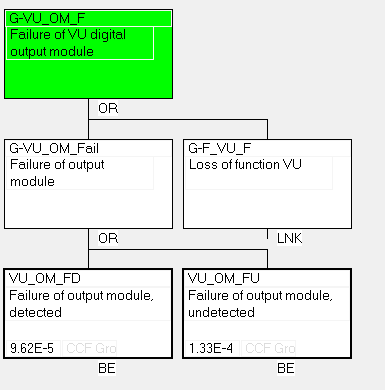 G-VU_OM_F
Failure of VU digital
output module
OR
G-VU_OM_Fail
Failure of output
module
G-F_VU_F
Loss of function VU
OR
LNK
VU_OM_FD
Failure of output module,
detected
9.62E-5
CCF Gro
VU_OM_FU
Failure of output module,
undetected
1.33E-4
CCF Gro
BE
BE